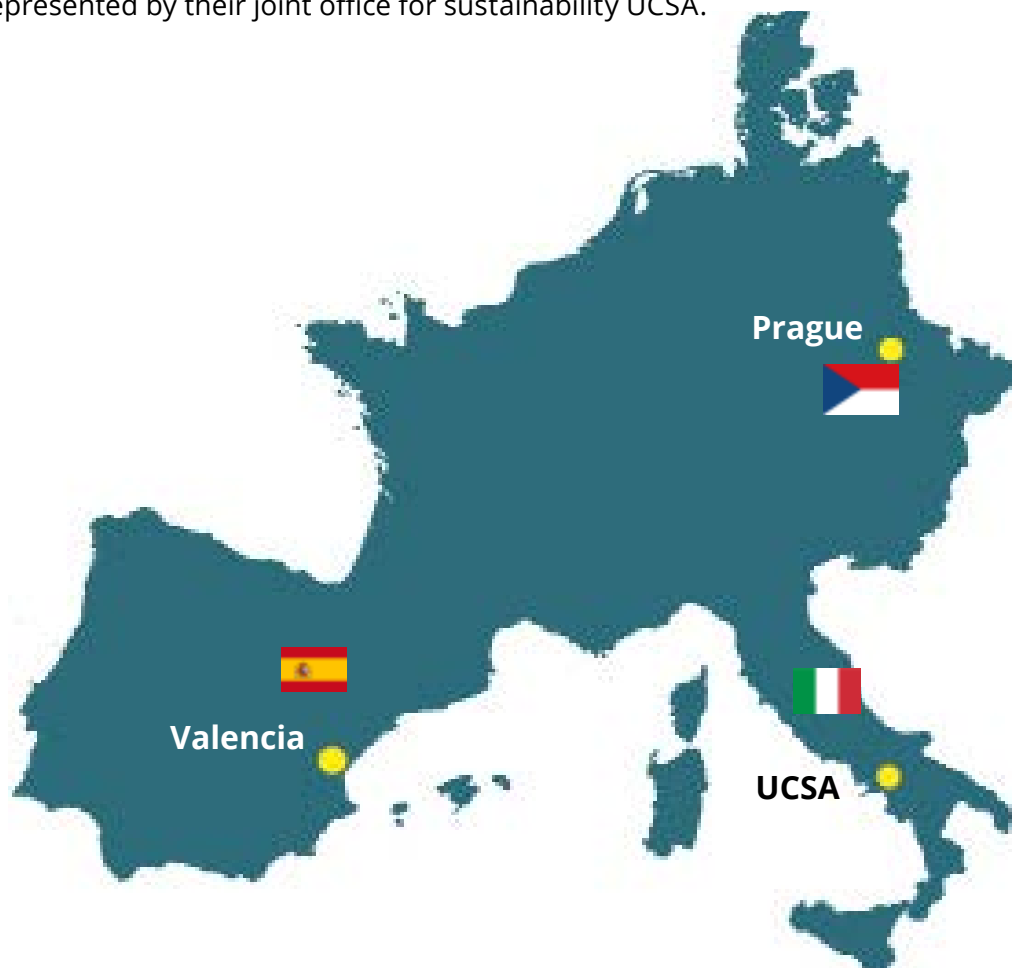 epresented by their joint office for sustainability UCSA.
Prague
Valencia
UCSA